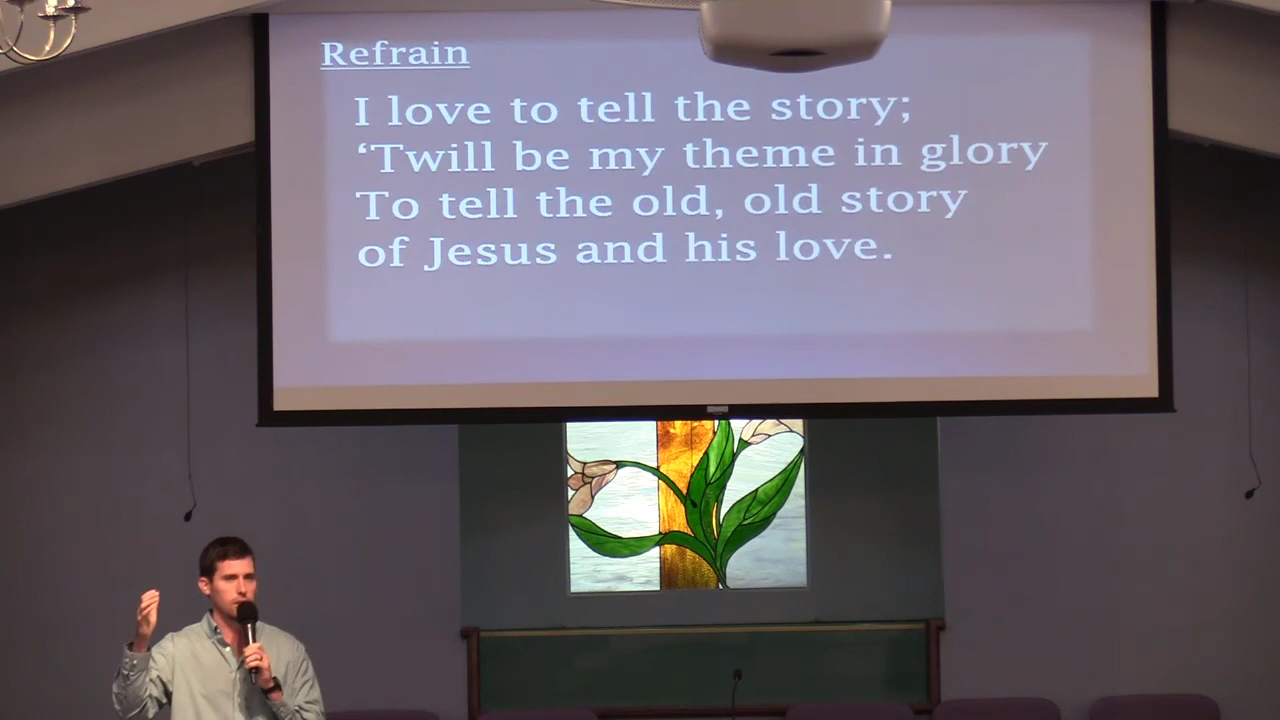 Refrain
I love to tell the story;
‘Twill be my theme in glory
To tell the old, old story
of Jesus and his love.